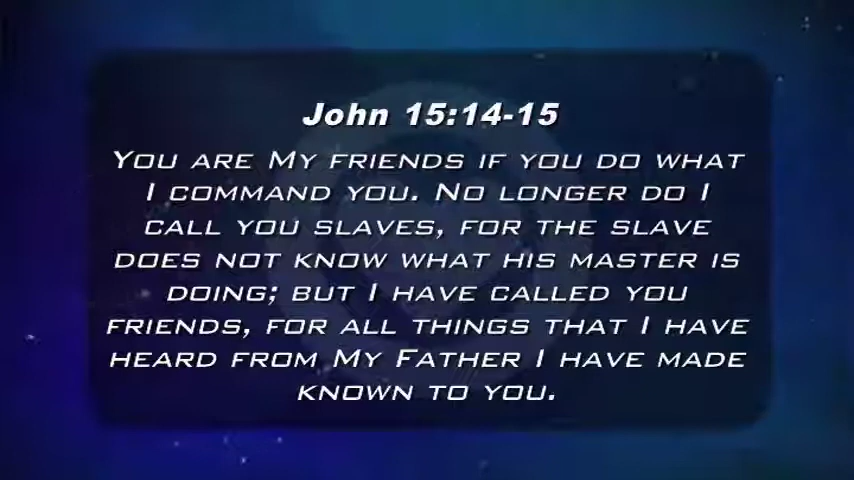 John 15:14-15
You are My friends if you do what
I command you. No longer do I
call you slaves, for the slave
does not know what his master is
doing; but I have called you
friends, for all things that I have
heard from My Father I have made
known to you.